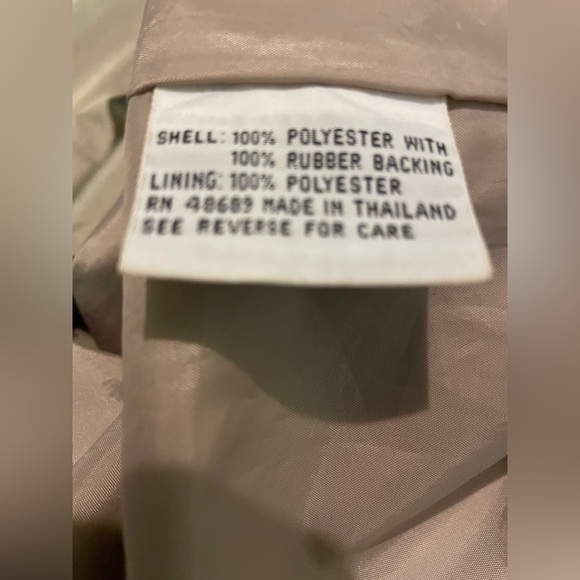 SHELL: 100% POLYESTER WITH
100% RUBBER BACKING
LINING: 100% POLYESTER
RN 48689 MADE IN THAILAND
SEE REVERSE FOR CARE